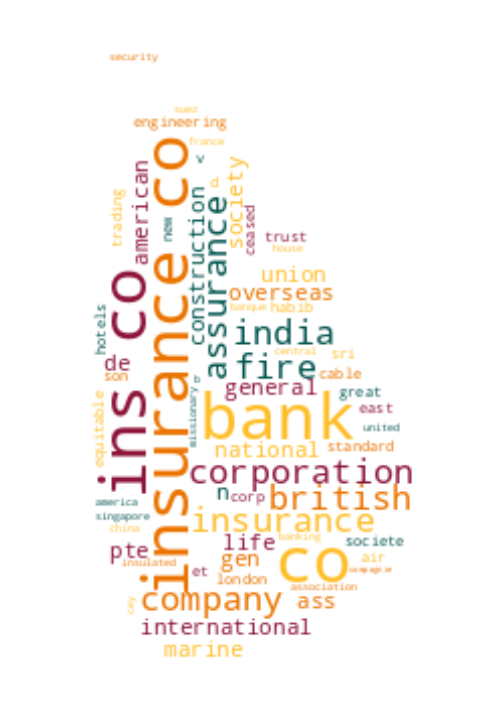 security
suez
engineering
france
insurance co
v
american
society
p
trading
construction
assurance
new
ceased
trust
house
union
overseas
ins co
banque
habib
hotels
india
central
sri
de
fire
cable
son
er
general
great
missionary
equitable
bank
east
united
national
standard
corporation
n
corp
british
america
singapore
insurance
china
life
banking
societe
pte
gen
co
air
insulated
et
london
compagnie
association
cey
company
ass
international
marine